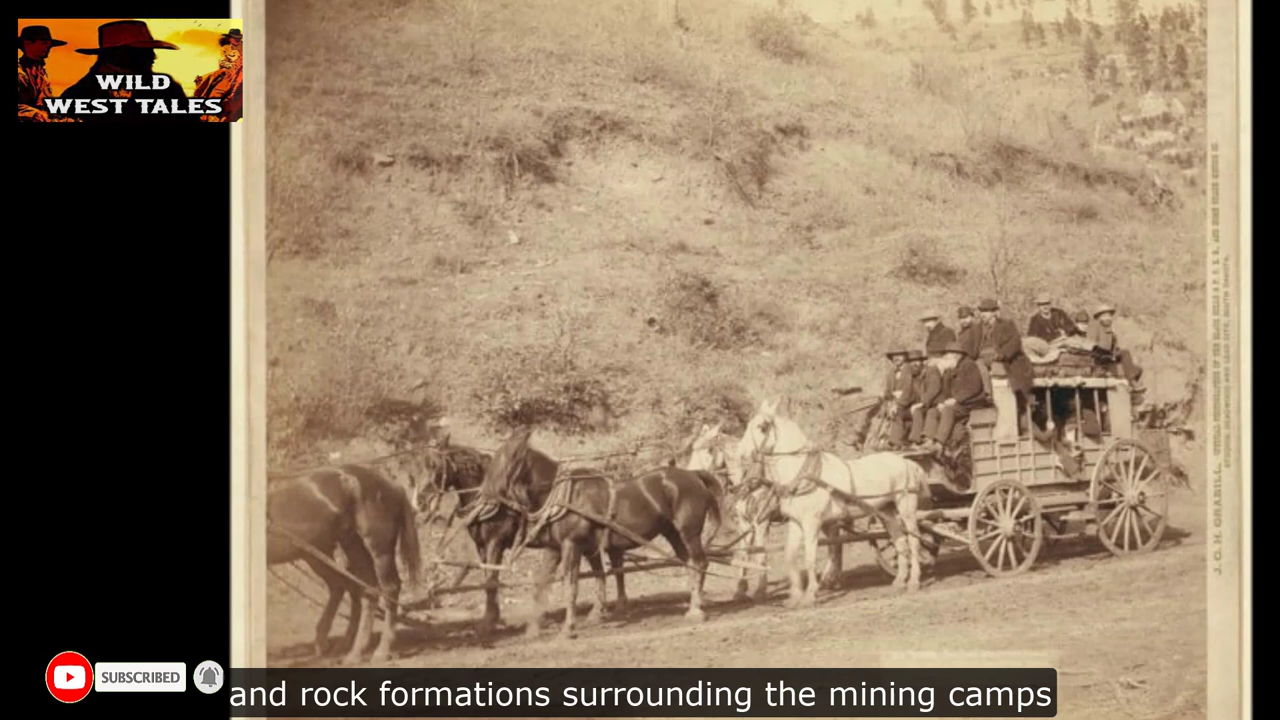 WILD
WEST TALES
J. C. H. GRABILL,
SUBSCRIBED
and rock formations surrounding the mining camps